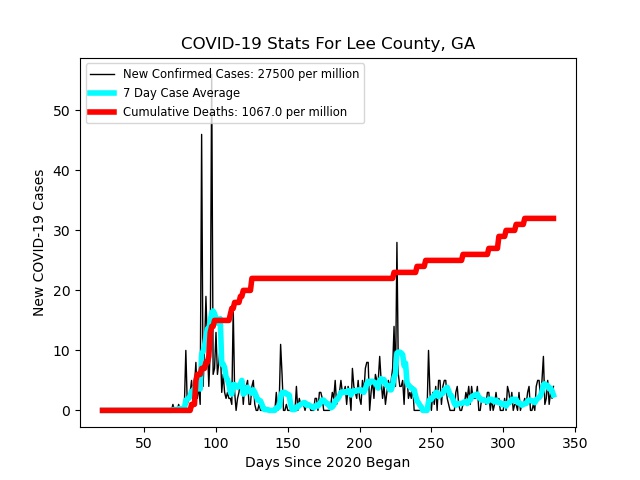 COVID-19 Stats For Lee County, GA
New Confirmed Cases: 27500 per million
7 Day Case Average
Cumulative Deaths: 1067.0 per million
New COVID-19 Cases
50
40
30
20
10
0
50 100 150 200 250 300 350
Days Since 2020 Began